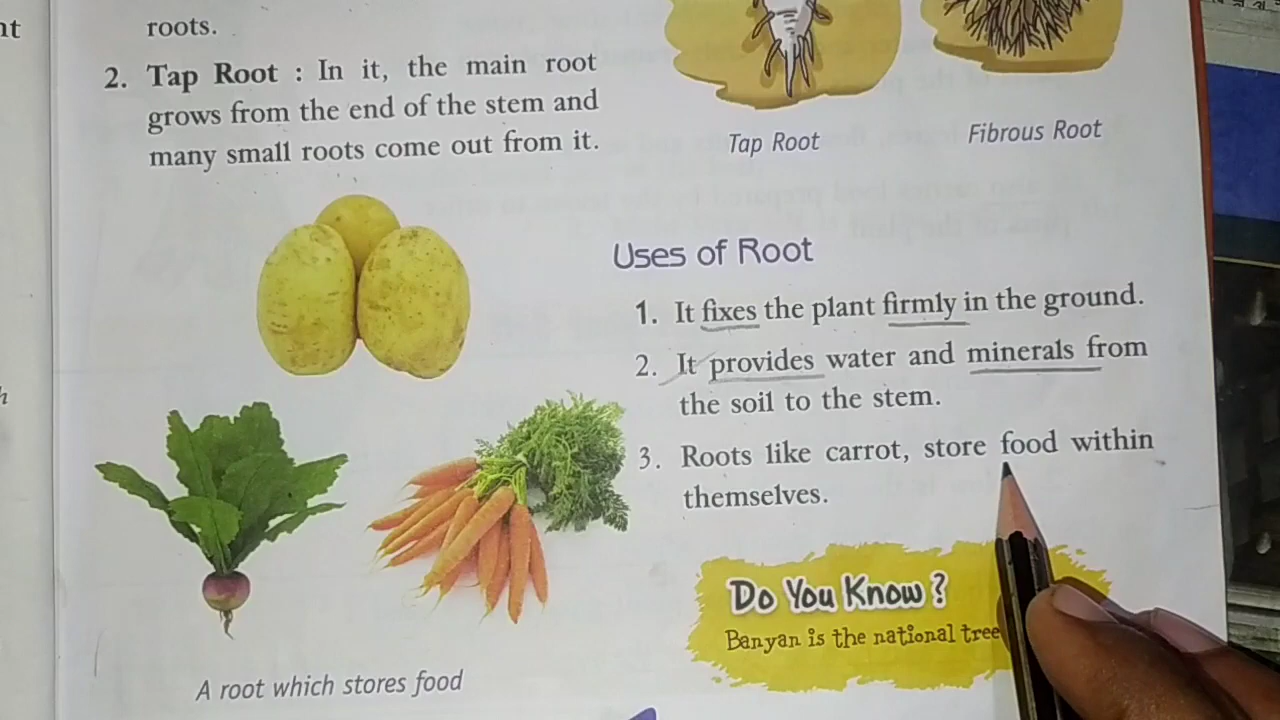 nt
roots.
2. Tap Root : In it, the main root
grows from the end of the stem and
many small roots come out from it.
Tap Root
Fibrous Root
Uses of Root
1. It fixes the plant firmly in the ground.
2. It provides water and minerals from
the soil to the stem.
3. Roots like carrot, store food within
themselves.
Do You Know?
Banyan is the national tree
A root which stores food